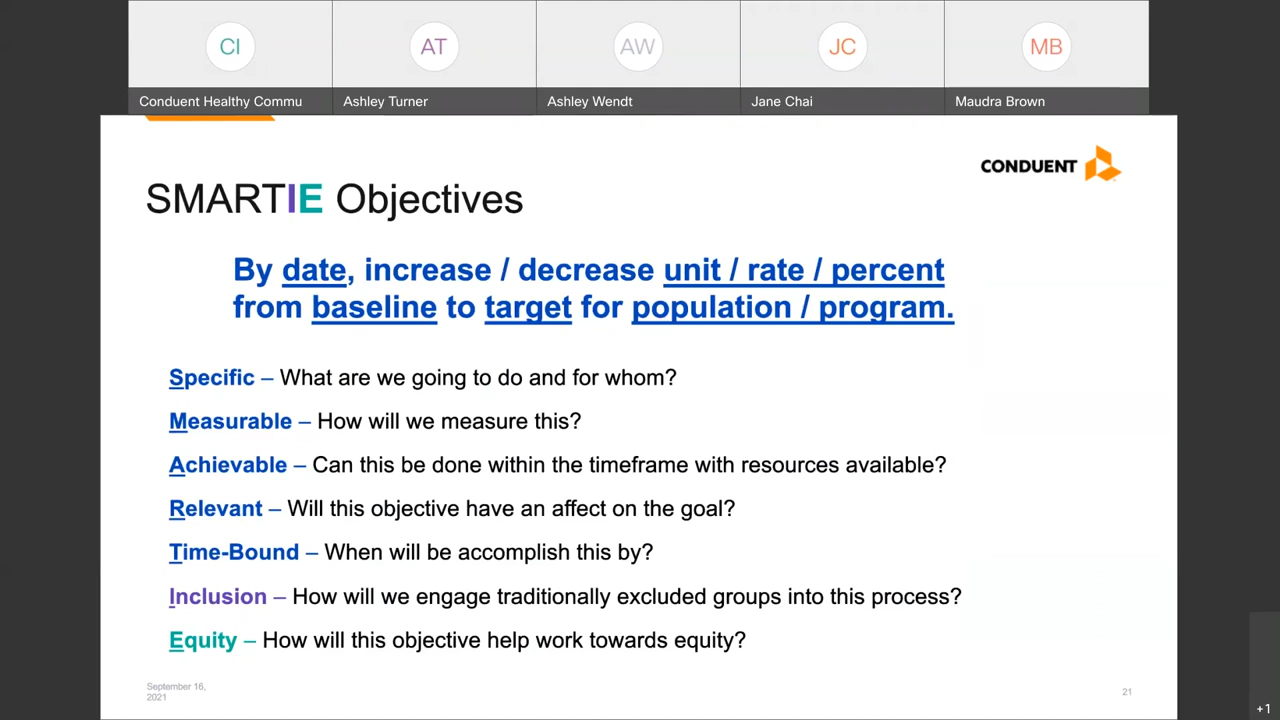 CI
AT
AW
JC
MB
Conduent Healthy Commu
Ashley Turner
Ashley Wendt
Jane Chai
Maudra Brown
CONDUENT
SMARTIE Objectives
By date, increase / decrease unit / rate / percent
from baseline to target for population / program.
Specific – What are we going to do and for whom?
Measurable – How will we measure this?
Achievable – Can this be done within the timeframe with resources available?
Relevant – Will this objective have an affect on the goal?
Time-Bound – When will be accomplish this by?
Inclusion – How will we engage traditionally excluded groups into this process?
Equity – How will this objective help work towards equity?
September 16,
2021
21
+1